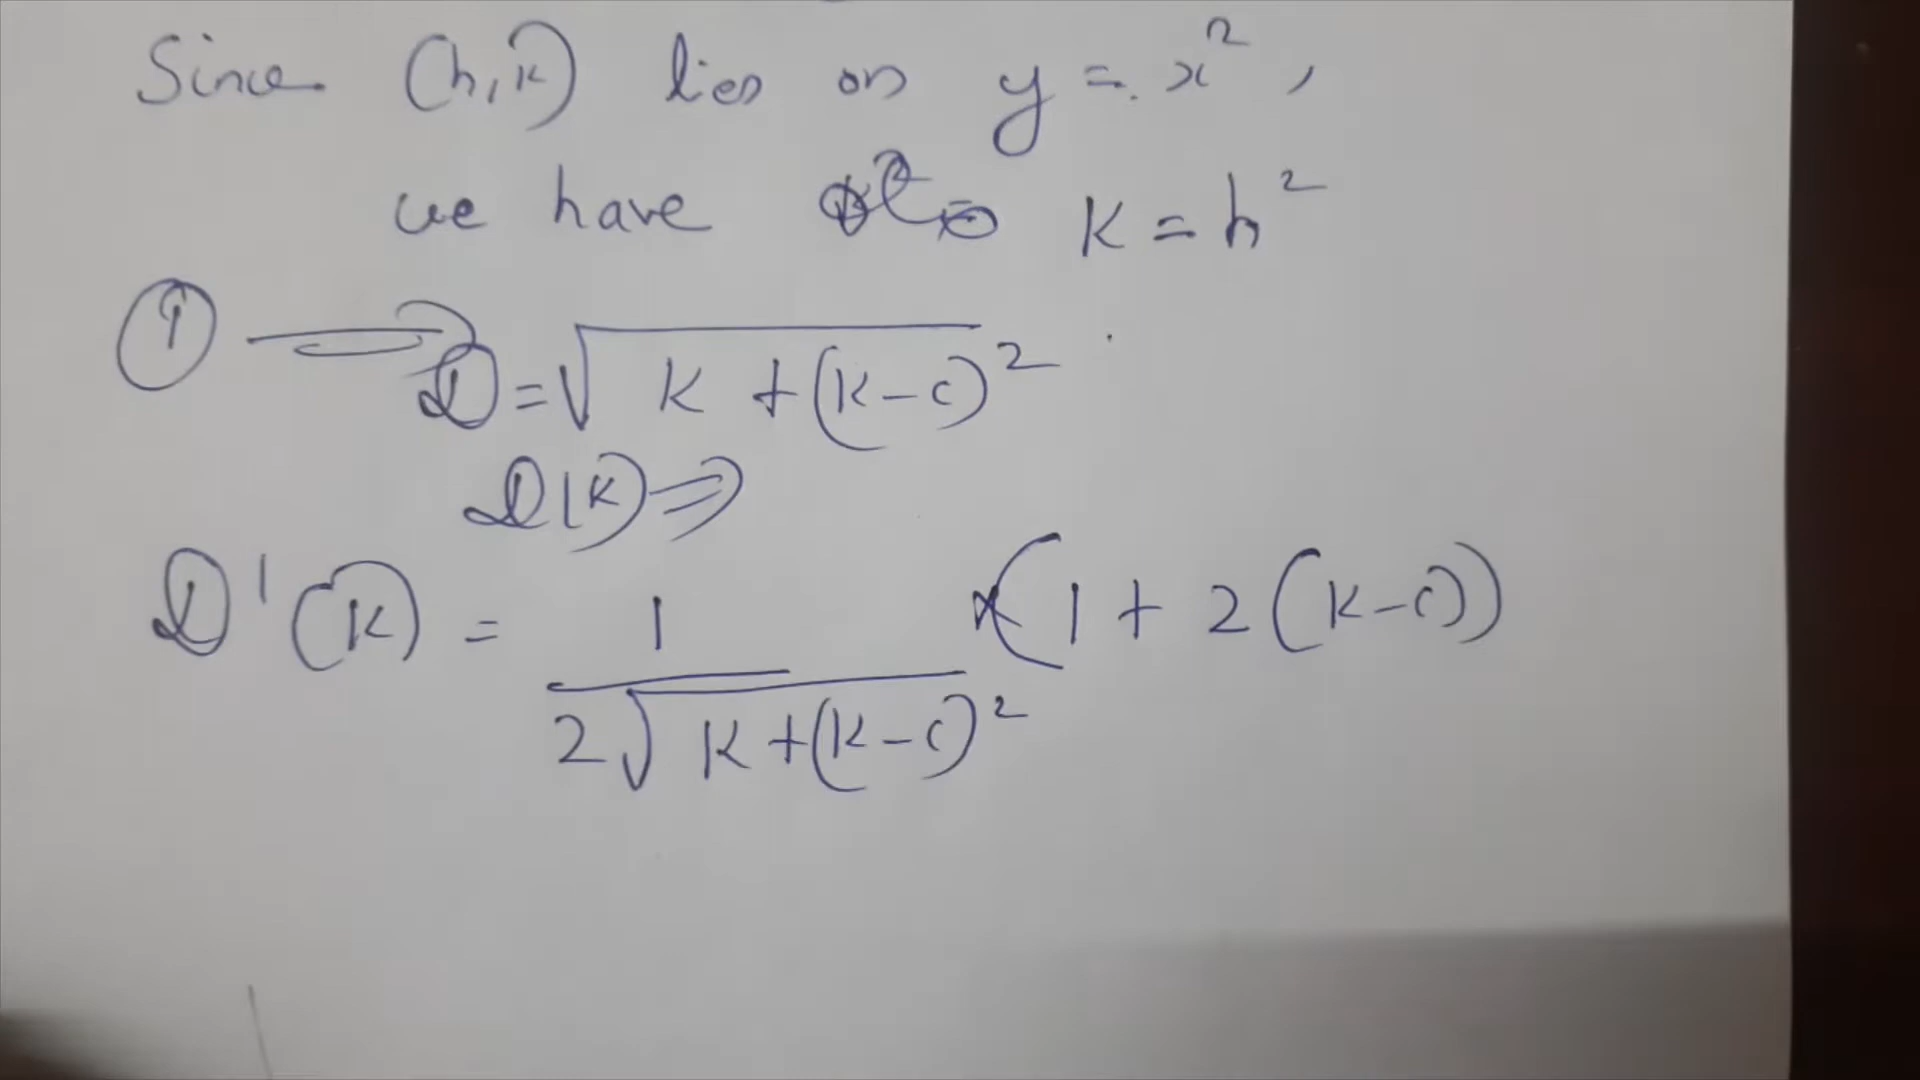 Since (h,k) lies on y = x²,
we have K = h²
① ⇒ D = √K + (K-c)²
D(K) ⇒
D'(K) = 1 / 2√K+(K-c)² × (1 + 2(K-c))